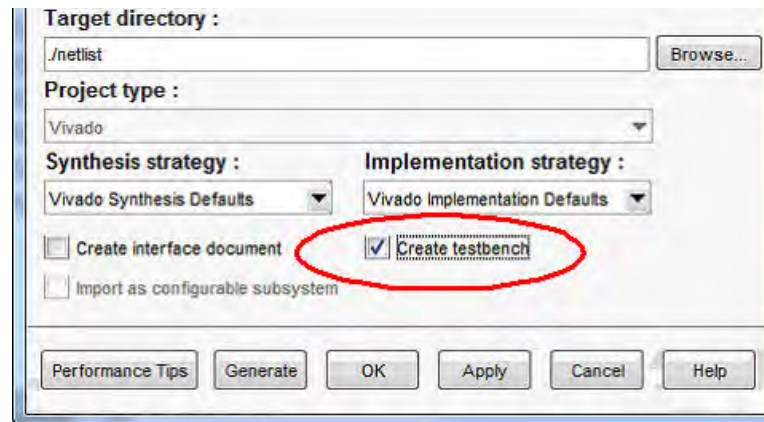 Target directory :
./netlist
Browse...
Project type :
Vivado
Synthesis strategy : Implementation strategy :
Vivado Synthesis Defaults Vivado Implementation Defaults
Create interface document Create testbench
Import as configurable subsystem
Performance Tips Generate OK Apply Cancel Help